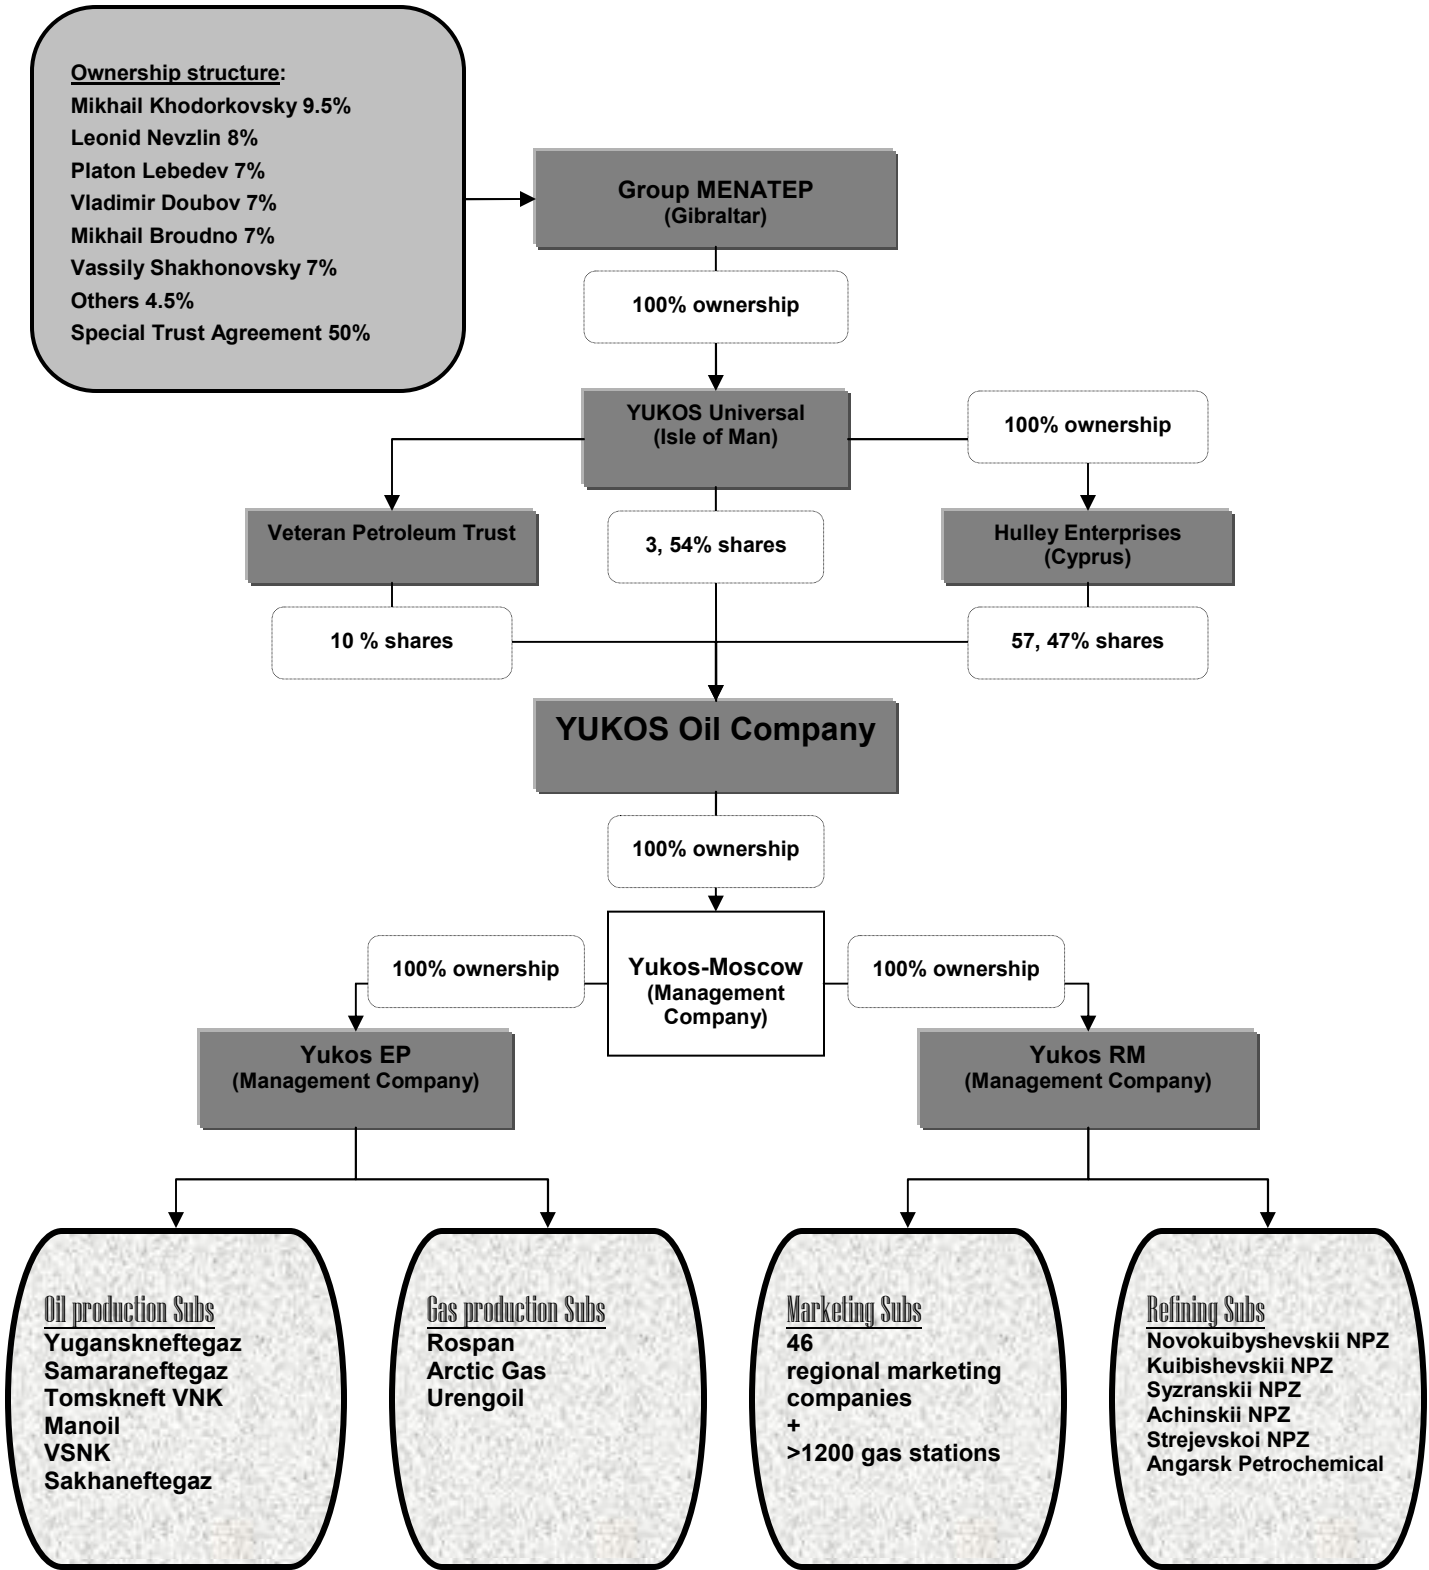 Ownership structure:
Mikhail Khodorkovsky 9.5%
Leonid Nevzlin 8%
Platon Lebedev 7%
Vladimir Doubov 7%
Mikhail Broudno 7%
Vassily Shakhonovsky 7%
Others 4.5%
Special Trust Agreement 50%
Group MENATEP
(Gibraltar)
100% ownership
YUKOS Universal
(Isle of Man)
100% ownership
Veteran Petroleum Trust
3, 54% shares
Hulley Enterprises
(Cyprus)
10 % shares
57, 47% shares
YUKOS Oil Company
100% ownership
100% ownership
Yukos-Moscow
(Management
Company)
100% ownership
Yukos EP
(Management Company)
Yukos RM
(Management Company)
Oil production Subs
Yuganskneftegaz
Samaraneftegaz
Tomskneft VNK
Manoil
VSNK
Sakhaneftegaz
Gas production Subs
Rospan
Arctic Gas
Urengoil
Marketing Subs
46
regional marketing
companies
+
>1200 gas stations
Refining Subs
Novokuibyshevskii NPZ
Kuibishevskii NPZ
Syzranskii NPZ
Achinskii NPZ
Strejevskoi NPZ
Angarsk Petrochemical